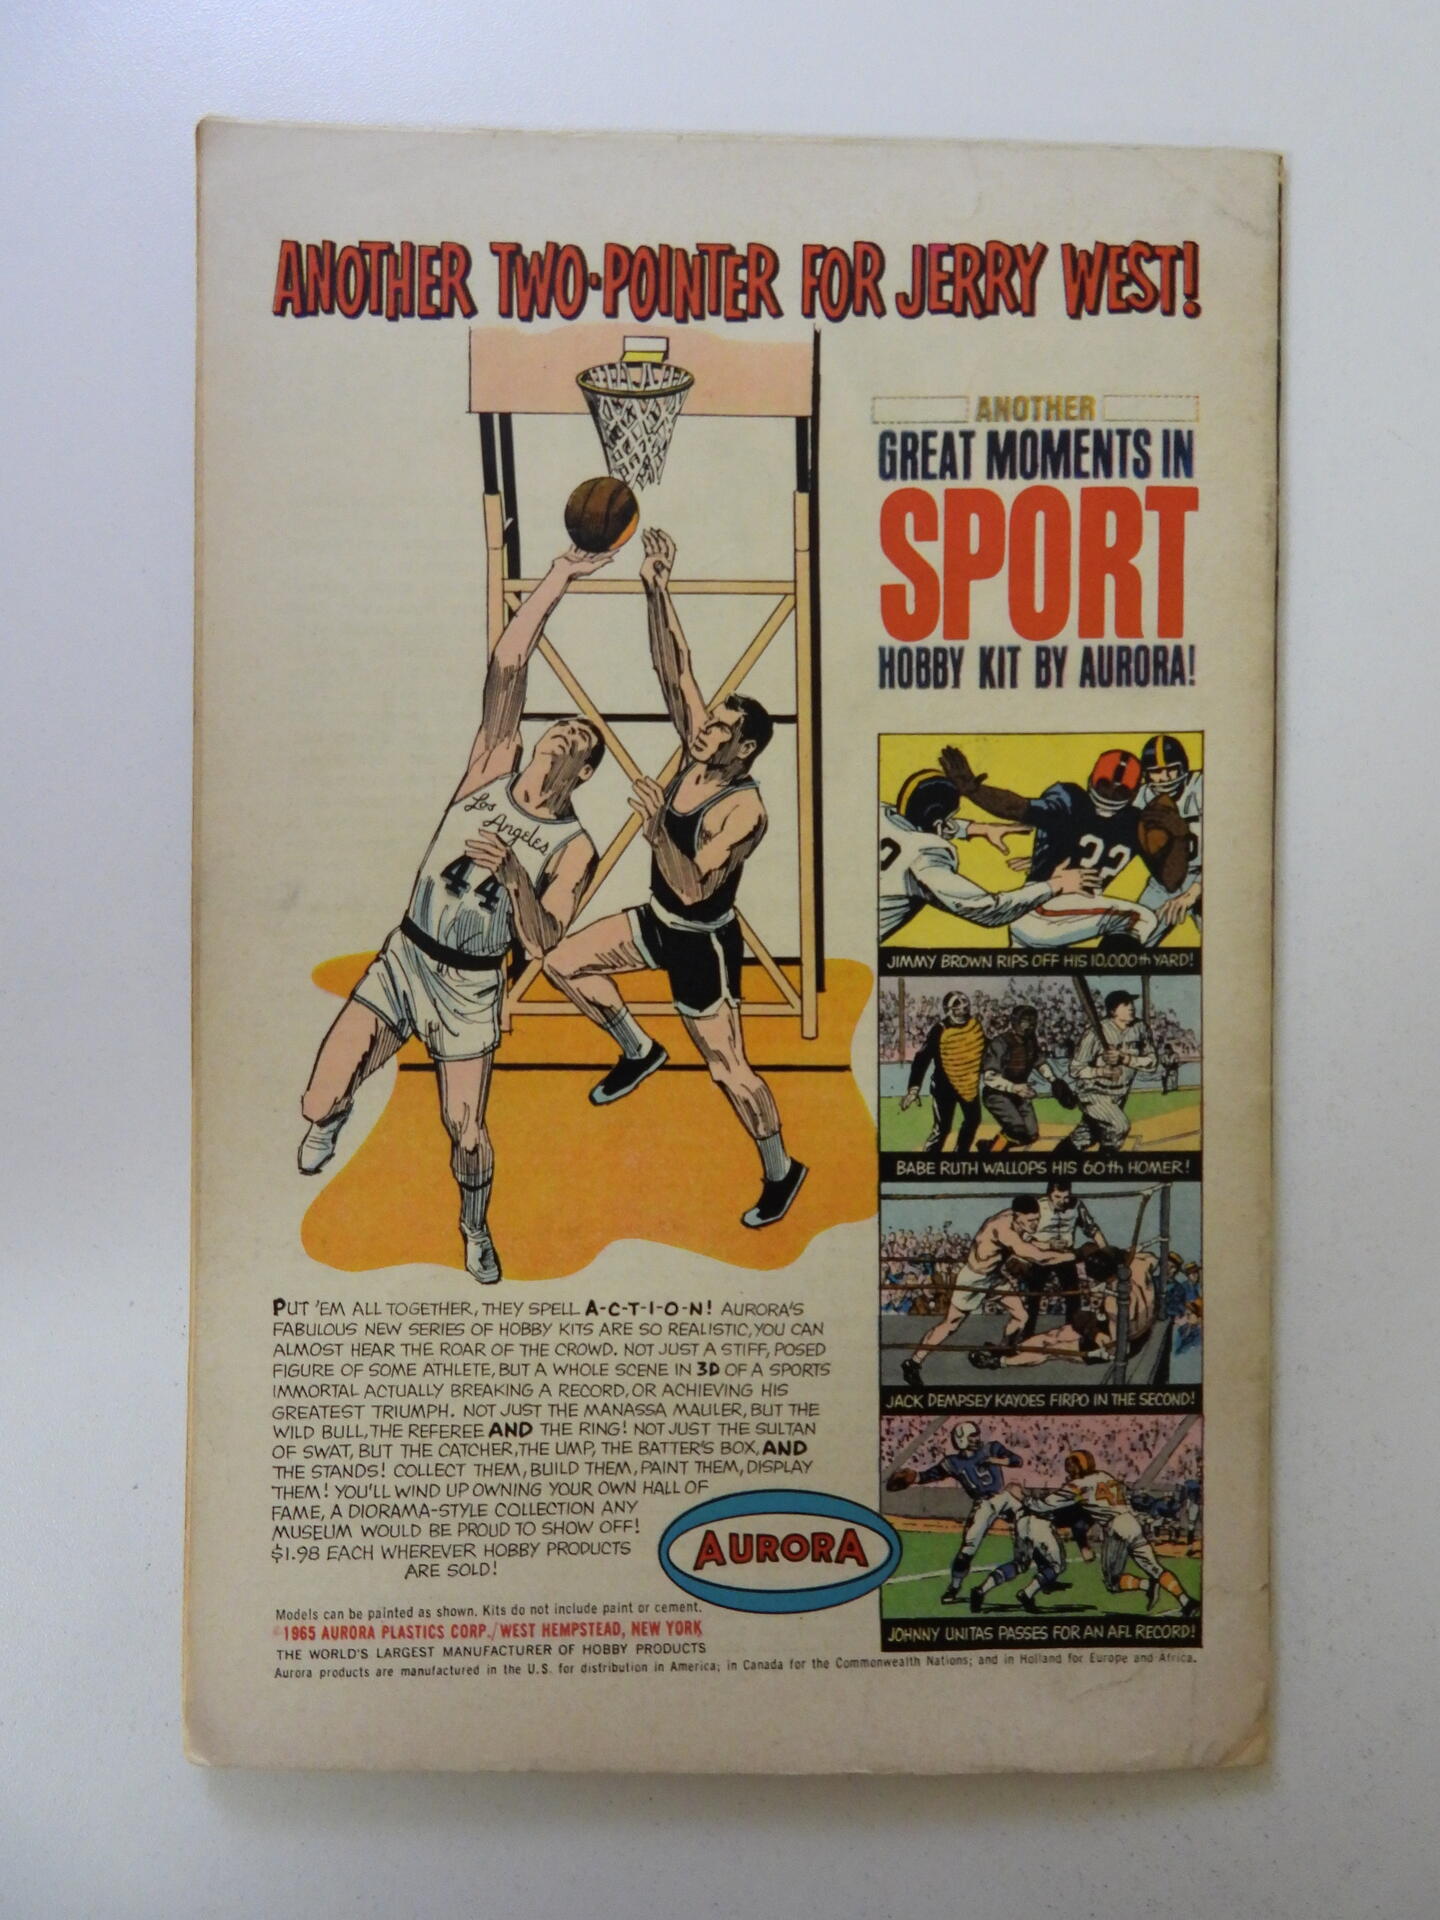 ANOTHER TWO-POINTER FOR JERRY WEST!
ANOTHER
GREAT MOMENTS IN
SPORT
HOBBY KIT BY AURORA!
Los
Angeles
44
22
JIMMY BROWN RIPS OFF HIS 10,000th YARD!
BABE RUTH WALLOPS HIS 60th HOMER!
JACK DEMPSEY KAYOES FIRPO IN THE SECOND!
JOHNNY UNITAS PASSES FOR AN AFL RECORD!
PUT 'EM ALL TOGETHER, THEY SPELL A-C-T-I-O-N! AURORA'S
FABULOUS NEW SERIES OF HOBBY KITS ARE SO REALISTIC, YOU CAN
ALMOST HEAR THE ROAR OF THE CROWD. NOT JUST A STIFF, POSED
FIGURE OF SOME ATHLETE, BUT A WHOLE SCENE IN 3D OF A SPORTS
IMMORTAL ACTUALLY BREAKING A RECORD, OR ACHIEVING HIS
GREATEST TRIUMPH. NOT JUST THE MANASSA MAULER, BUT THE
WILD BULL, THE REFEREE AND THE RING! NOT JUST THE SULTAN
OF SWAT, BUT THE CATCHER, THE UMP, THE BATTER'S BOX, AND
THE STANDS! COLLECT THEM, BUILD THEM, PAINT THEM, DISPLAY
THEM! YOU'LL WIND UP OWNING YOUR OWN HALL OF
FAME, A DIORAMA-STYLE COLLECTION ANY
MUSEUM WOULD BE PROUD TO SHOW OFF!
$1.98 EACH WHEREVER HOBBY PRODUCTS
ARE SOLD!
AURORA
Models can be painted as shown. Kits do not include paint or cement.
©1965 AURORA PLASTICS CORP./WEST HEMPSTEAD, NEW YORK
THE WORLD'S LARGEST MANUFACTURER OF HOBBY PRODUCTS
Aurora products are manufactured in the U.S. for distribution in America; in Canada for the Commonwealth Nations; and in Holland for Europe and Africa.